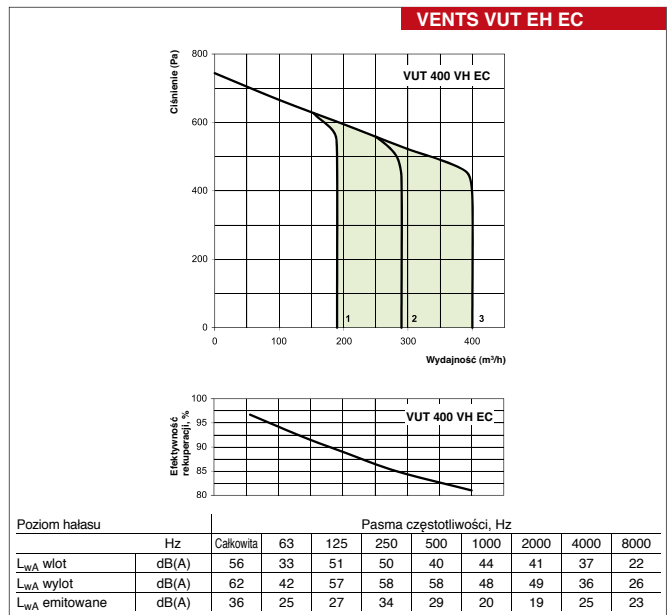 VENTS VUT EH EC
Ciśnienie (Pa)
VUT 400 VH EC
800
600
400
200
0
1
2
3
0 100 200 300 400
Wydajność (m³/h)
Efektywność rekuperacji, %
VUT 400 VH EC
100
95
90
85
80
Poziom hałasu Pasma częstotliwości, Hz
Hz Całkowita 63 125 250 500 1000 2000 4000 8000
LwA wlot dB(A) 56 33 51 50 40 44 41 37 22
LwA wylot dB(A) 62 42 57 58 58 48 49 36 26
LwA emitowane dB(A) 36 25 27 34 29 20 19 25 23